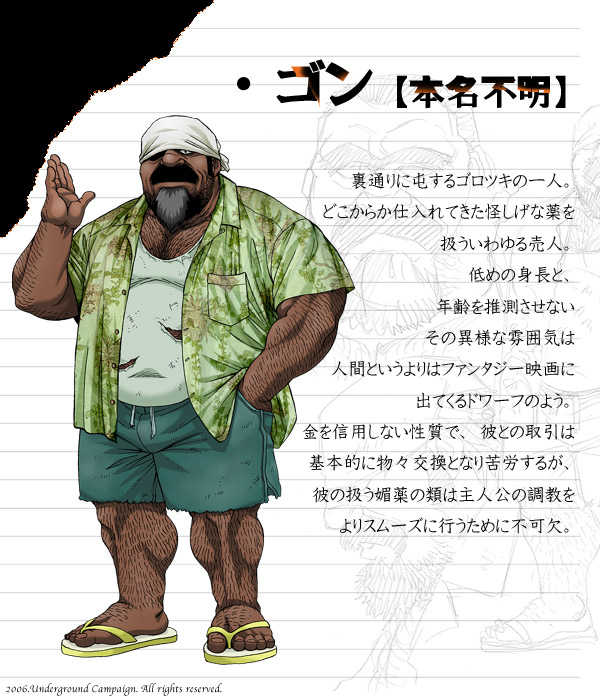 ・ゴン【本名不明】
裏通りに屯するゴロツキの一人。
どこからか仕入れてきた怪しげな薬を
扱ういわゆる売人。
低めの身長と、
年齢を推測させない
その異様な雰囲気は
人間というよりはファンタジー映画に
出てくるドワーフのよう。
金を信用しない性質で、彼との取引は
基本的に物々交換となり苦労するが、
彼の扱う媚薬の類は主人公の調教を
よりスムーズに行うために不可欠。
2006.Underground Campaign. All rights reserved.